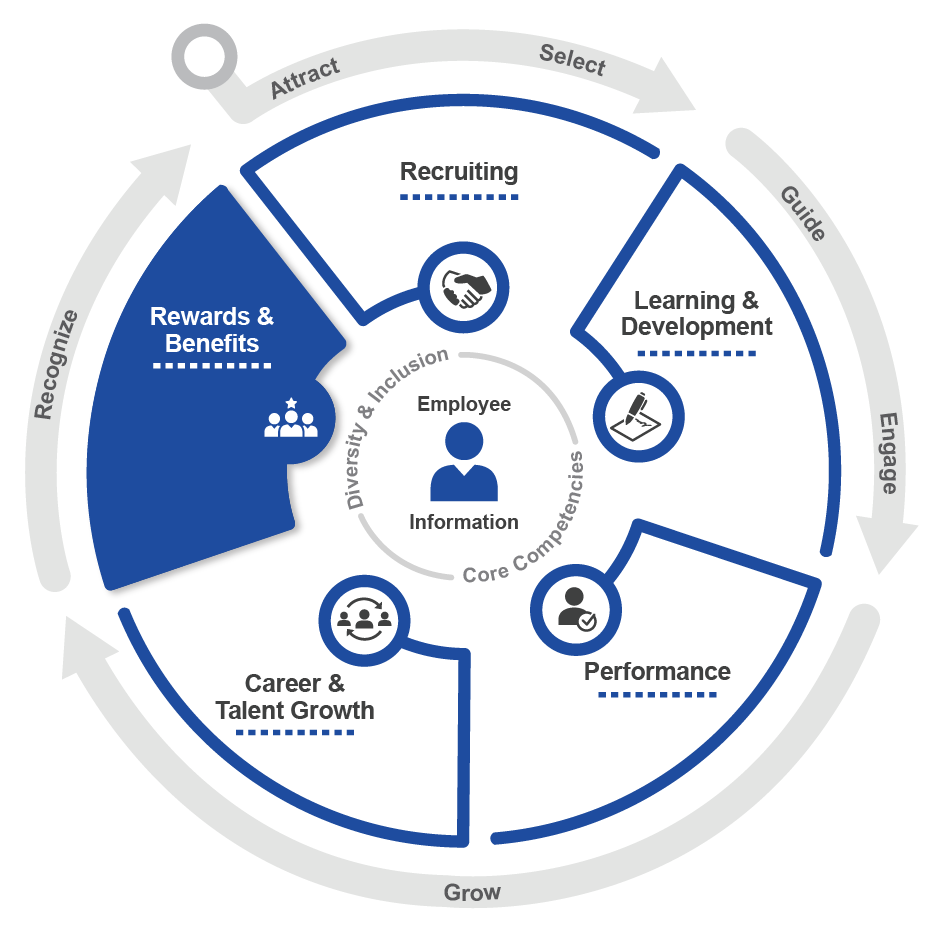 Attract
Select
Guide
Engage
Grow
Recognize
Recruiting
Learning &
Development
Performance
Career &
Talent Growth
Rewards &
Benefits
Diversity & Inclusion
Core Competencies
Employee
Information